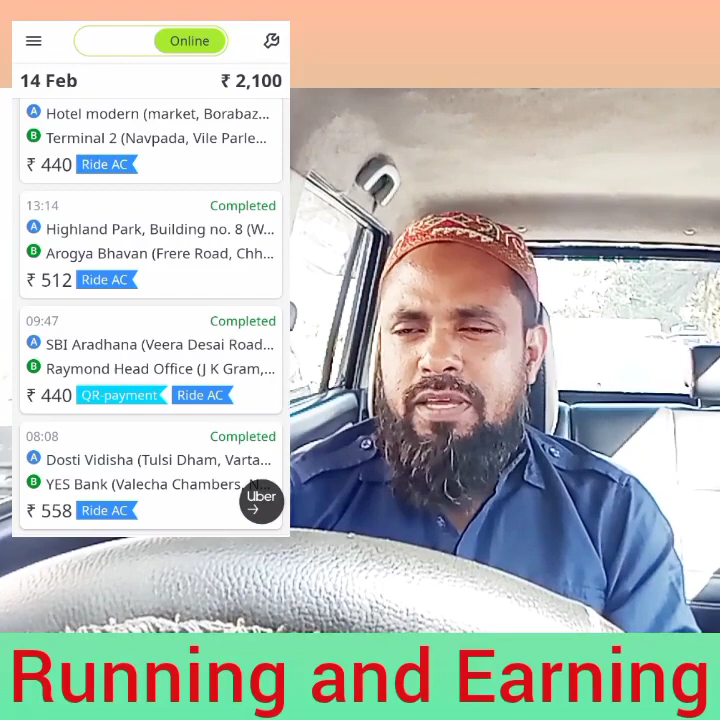 Online
14 Feb ₹ 2,100
A Hotel modern (market, Borabaz...
B Terminal 2 (Navpada, Vile Parle...
₹ 440 Ride AC
13:14 Completed
A Highland Park, Building no. 8 (W...
B Arogya Bhavan (Frere Road, Chh...
₹ 512 Ride AC
09:47 Completed
A SBI Aradhana (Veera Desai Road...
B Raymond Head Office (J K Gram,...
₹ 440 QR-payment Ride AC
08:08 Completed
A Dosti Vidisha (Tulsi Dham, Varta...
B YES Bank (Valecha Chambers, N...
Uber
→
₹ 558 Ride AC
Running and Earning